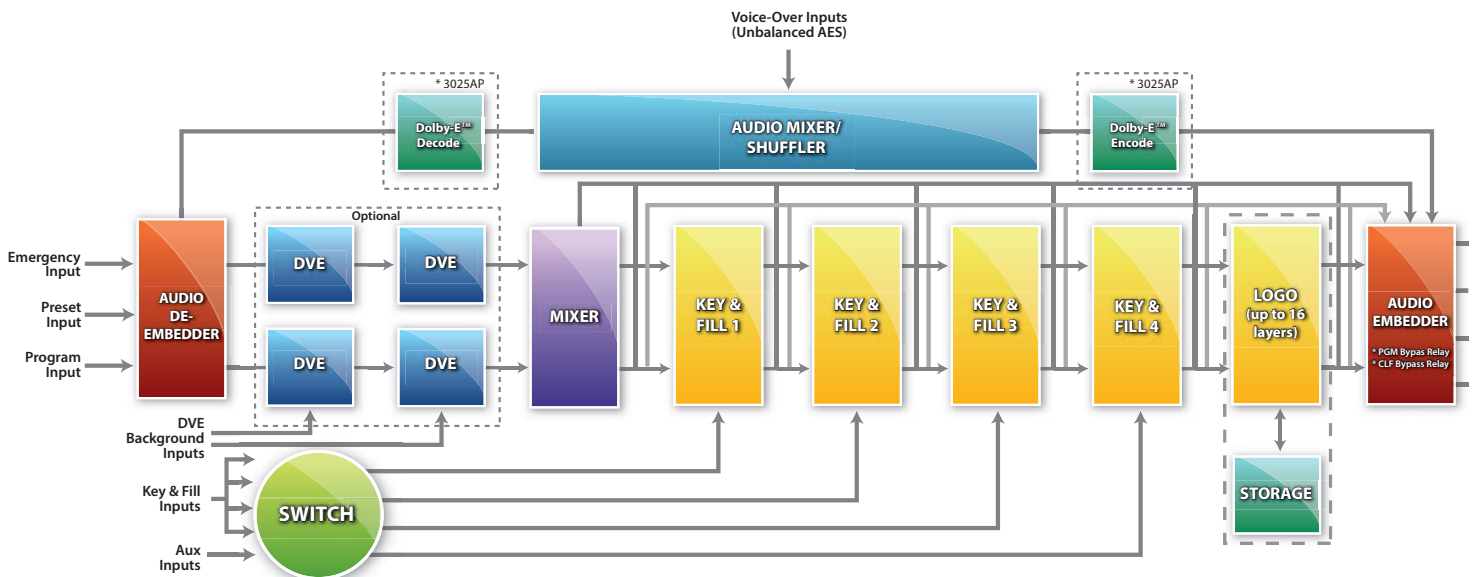 Voice-Over Inputs
(Unbalanced AES)
* 3025AP
Dolby-E™
Decode
AUDIO MIXER/
SHUFFLER
* 3025AP
Dolby-E™
Encode
Optional
Emergency
Input
Preset
Input
Program
Input
AUDIO
DE-
EMBEDDER
DVE
DVE
DVE
DVE
MIXER
KEY &
FILL 1
KEY &
FILL 2
KEY &
FILL 3
KEY &
FILL 4
LOGO
(up to 16
layers)
AUDIO
EMBEDDER
* PGM Bypas Relay
* CLF Bypass Relay
DVE
Background
Inputs
Key & Fill
Inputs
Aux
Inputs
SWITCH
STORAGE